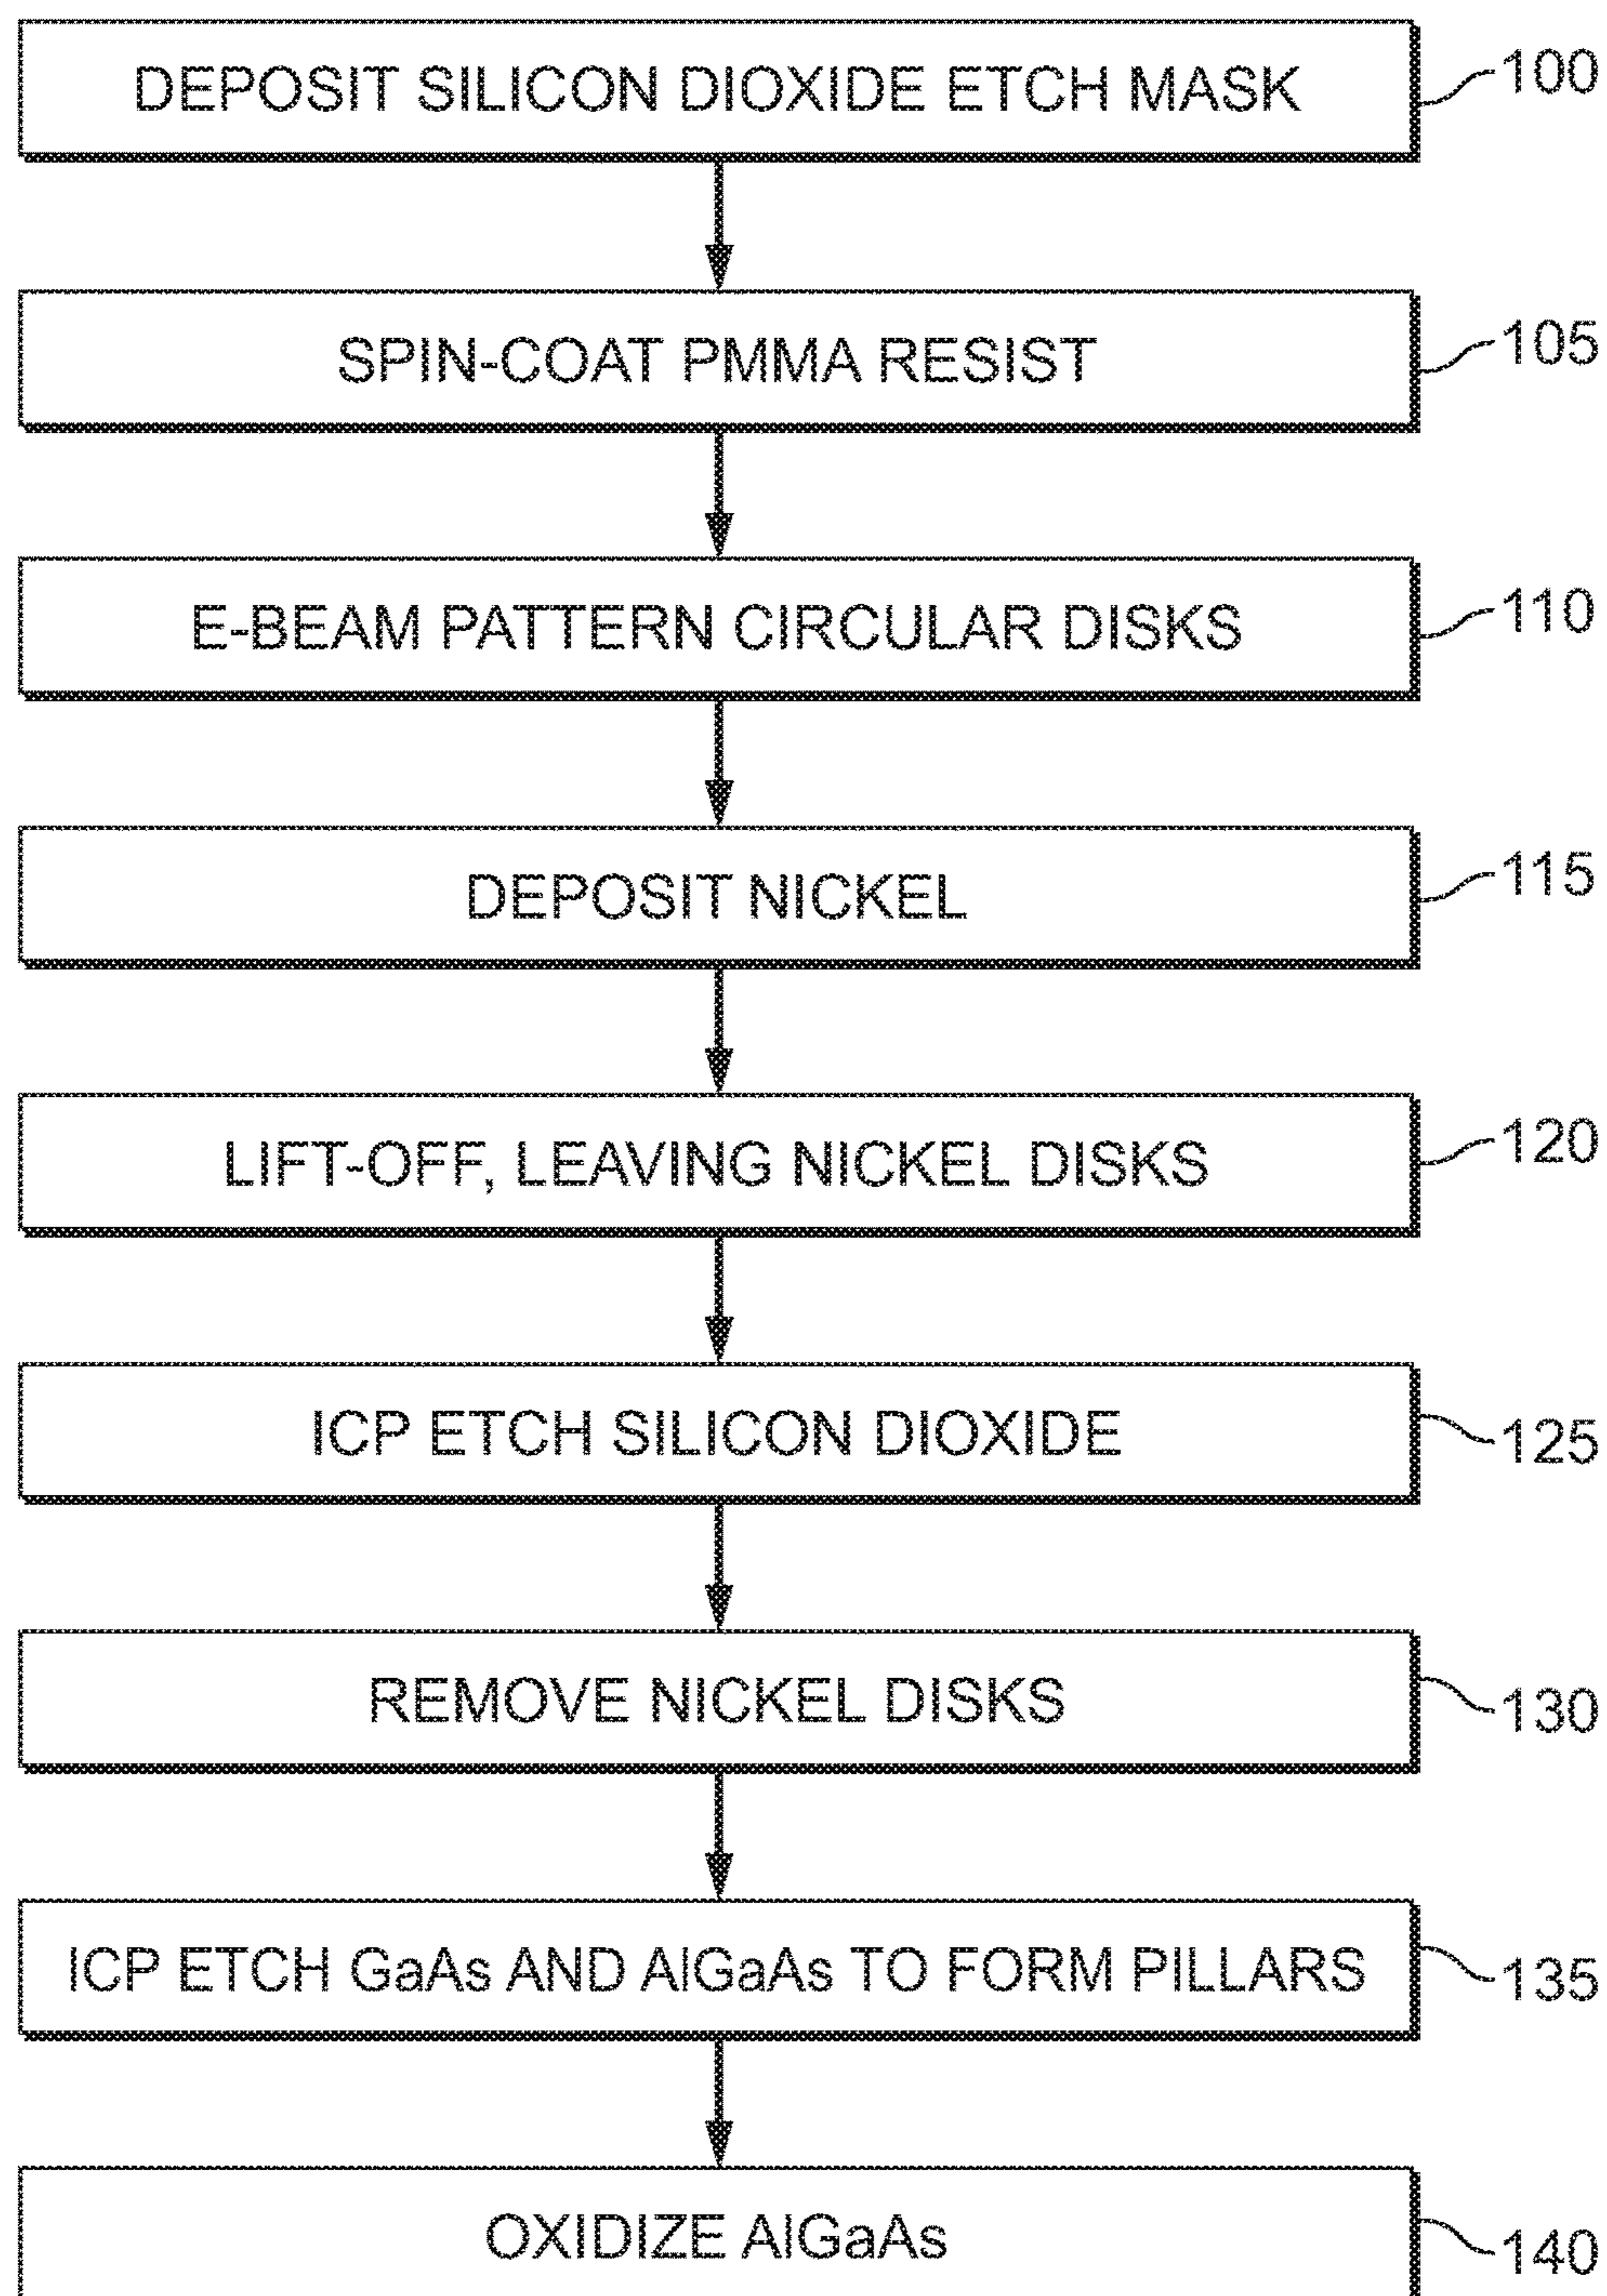 DEPOSIT SILICON DIOXIDE ETCH MASK 100
SPIN-COAT PMMA RESIST 105
E-BEAM PATTERN CIRCULAR DISKS 110
DEPOSIT NICKEL 115
LIFT-OFF, LEAVING NICKEL DISKS 120
ICP ETCH SILICON DIOXIDE 125
REMOVE NICKEL DISKS 130
ICP ETCH GaAs AND AlGaAs TO FORM PILLARS 135
OXIDIZE AlGaAs 140